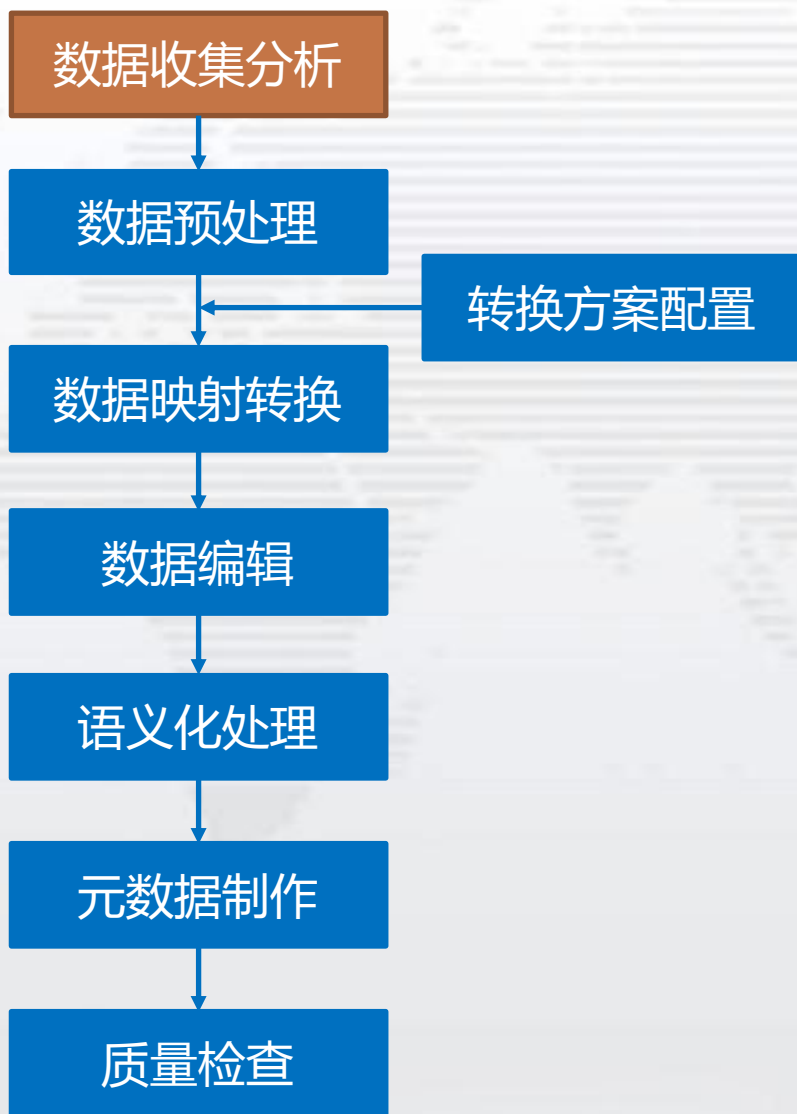 数据收集分析
数据预处理
转换方案配置
数据映射转换
数据编辑
语义化处理
元数据制作
质量检查